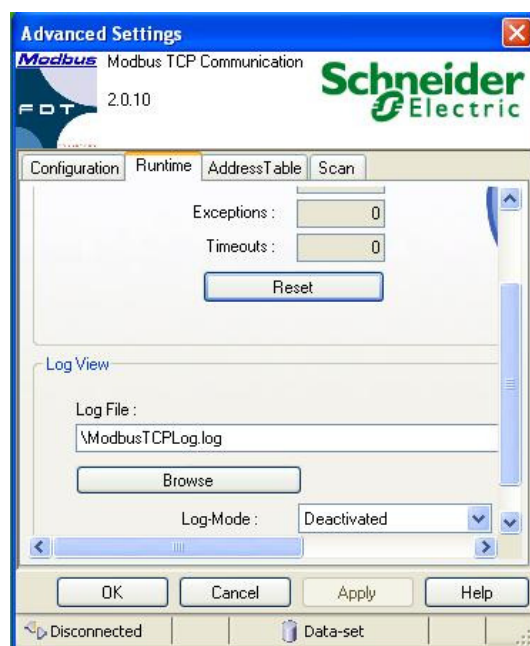 Advanced Settings
Modbus
Modbus TCP Communication
2.0.10
FDT
Schneider
Electric
Configuration Runtime AddressTable Scan
Exceptions : 0
Timeouts : 0
Reset
Log View
Log File :
\ModbusTCPLog.log
Browse
Log-Mode : Deactivated
OK Cancel Apply Help
Disconnected Data-set